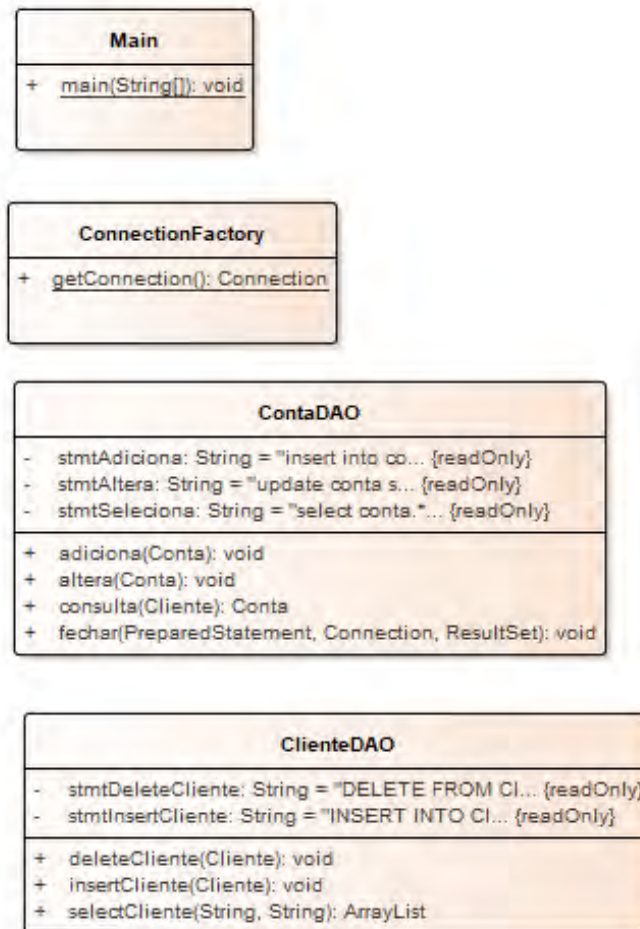 Main
+ main(String[]): void
ConnectionFactory
+ getConnection(): Connection
ContaDAO
- stmtAdiciona: String = "insert into co... {readOnly}
- stmtAltera: String = "update conta s... {readOnly}
- stmtSeleciona: String = "select conta.*... {readOnly}
+ adiciona(Conta): void
+ altera(Conta): void
+ consulta(Cliente): Conta
+ fechar(PreparedStatement, Connection, ResultSet): void
ClienteDAO
- stmtDeleteCliente: String = "DELETE FROM Cl... {readOnly}
- stmtInsertCliente: String = "INSERT INTO Cl... {readOnly}
+ deleteCliente(Cliente): void
+ insertCliente(Cliente): void
+ selectCliente(String, String): ArrayList